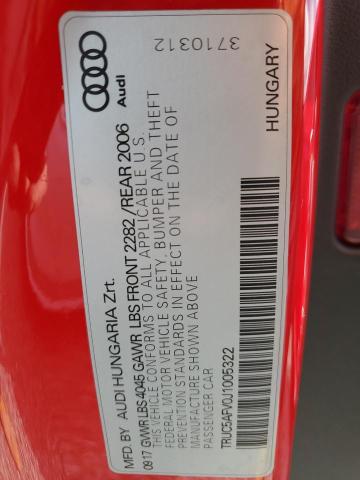 MFD. BY AUDI HUNGARIA Zrt.
0917 GVWR LBS 4045 GAWR LBS FRONT 2282 / REAR 2006
THIS VEHICLE CONFORMS TO ALL APPLICABLE U.S.
FEDERAL MOTOR VEHICLE SAFETY, BUMPER AND THEFT
PREVENTION STANDARDS IN EFFECT ON THE DATE OF
MANUFACTURE SHOWN ABOVE
PASSENGER CAR
TRUC5AFV0J1005322
HUNGARY
Audi
3710312